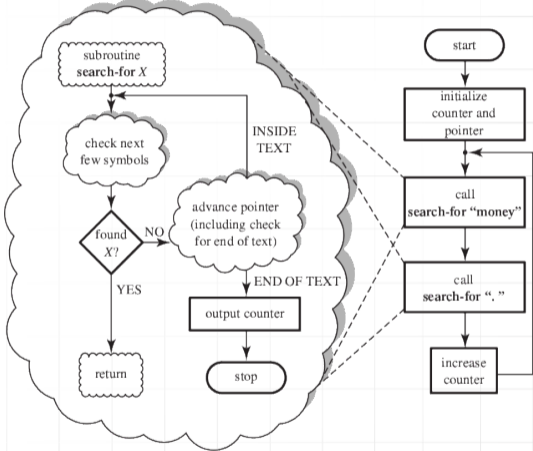 subroutine
search-for X
check next
few symbols
found
X?
NO
YES
return
INSIDE
TEXT
advance pointer
(including check
for end of text)
END OF TEXT
output counter
stop
start
initialize
counter and
pointer
call
search-for “money”
call
search-for “. ”
increase
counter